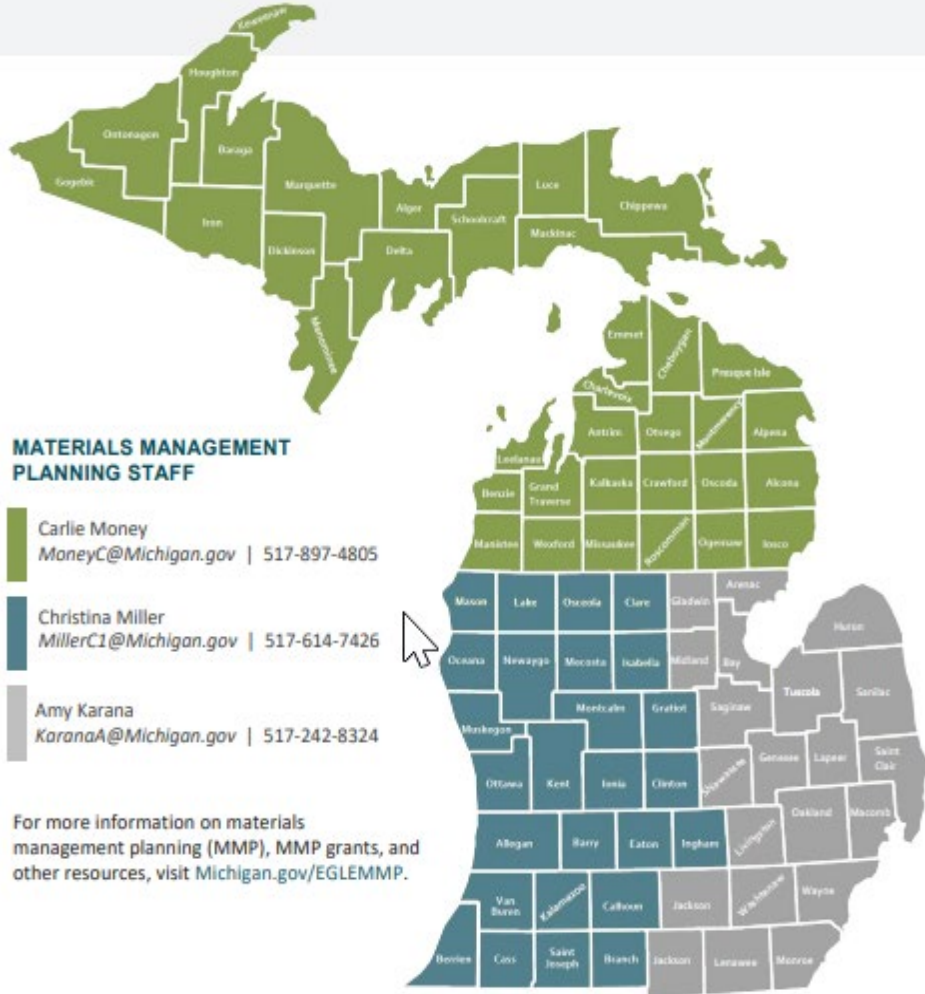 Keweenaw
Houghton
Ontonagon
Baraga
Gogebic
Marquette
Iron
Dickinson
Menominee
Alger
Delta
Schoolcraft
Luce
Mackinac
Chippewa
Emmet
Cheboygan
Presque Isle
Charlevoix
Antrim
Otsego
Montmorency
Alpena
Leelanau
Benzie
Grand
Traverse
Kalkaska
Crawford
Oscoda
Alcona
Manistee
Wexford
Missaukee
Roscommon
Ogemaw
Iosco
MATERIALS MANAGEMENT
PLANNING STAFF
Carlie Money
MoneyC@Michigan.gov | 517-897-4805
Christina Miller
MillerC1@Michigan.gov | 517-614-7426
Amy Karana
KaranaA@Michigan.gov | 517-242-8324
For more information on materials
management planning (MMP), MMP grants, and
other resources, visit Michigan.gov/EGLEMMP.
Mason
Lake
Osceola
Clare
Gladwin
Arenac
Oceana
Newaygo
Mecosta
Isabella
Midland
Bay
Huron
Muskegon
Montcalm
Gratiot
Saginaw
Tuscola
Sanilac
Ottawa
Kent
Ionia
Clinton
Shiawassee
Genesee
Lapeer
Saint
Clair
Allegan
Barry
Eaton
Ingham
Livingston
Oakland
Macomb
Van
Buren
Kalamazoo
Calhoun
Jackson
Washtenaw
Wayne
Berrien
Cass
Saint
Joseph
Branch
Jackson
Lenawee
Monroe